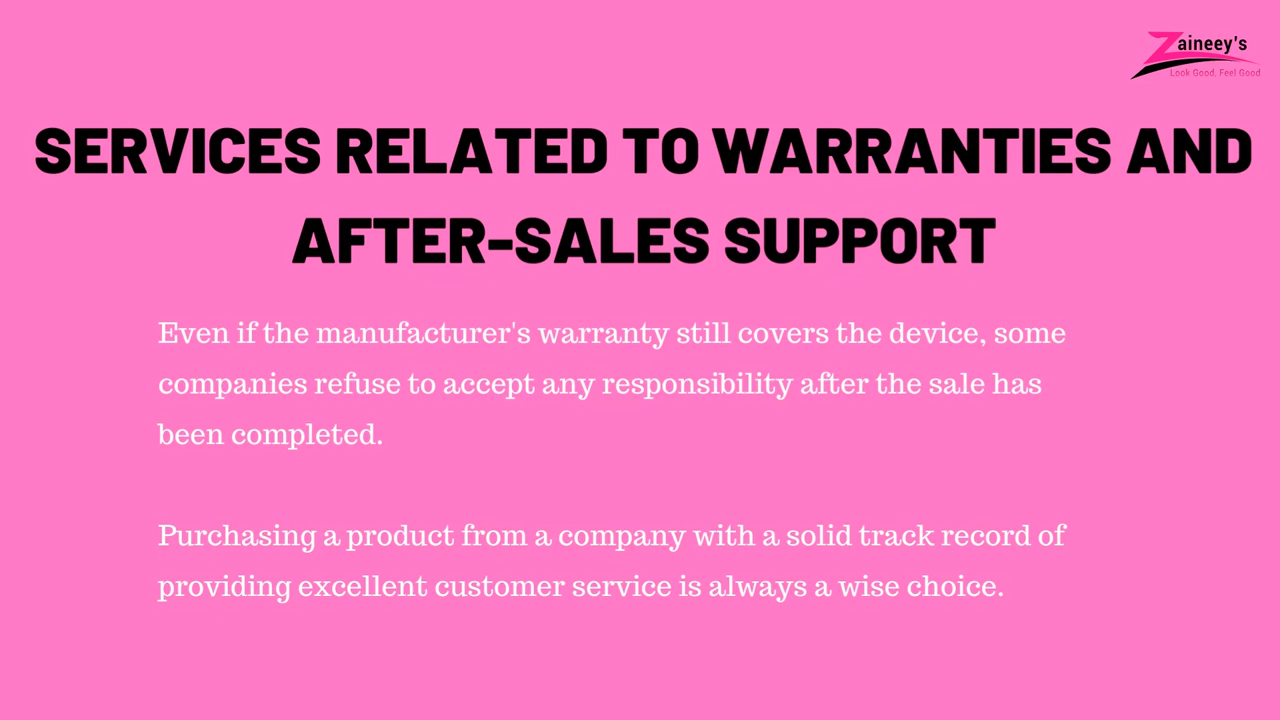 Zaineey's
Look Good, Feel Good
SERVICES RELATED TO WARRANTIES AND
AFTER-SALES SUPPORT
Even if the manufacturer's warranty still covers the device, some
companies refuse to accept any responsibility after the sale has
been completed.
Purchasing a product from a company with a solid track record of
providing excellent customer service is always a wise choice.